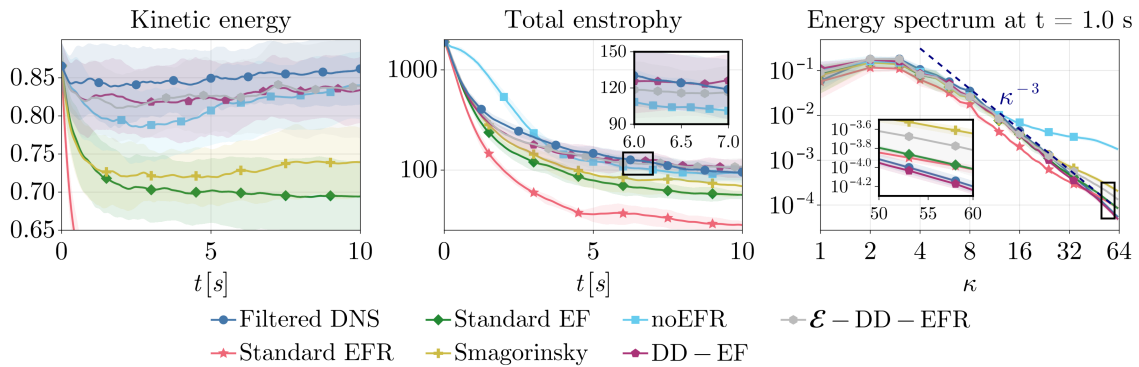 Kinetic energy
Total enstrophy
Energy spectrum at t = 1.0 s
0.85
0.80
0.75
0.70
0.65
0
5
10
t[s]
1000
100
0
5
10
t[s]
150
120
90
6.0
6.5
7.0
10⁻¹
10⁻²
10⁻³
10⁻⁴
1
2
4
8
16
32
64
κ
κ⁻³
10⁻³·⁶
10⁻³·⁸
10⁻⁴·⁰
10⁻⁴·²
50
55
60
Filtered DNS
Standard EF
noEFR
ℰ − DD − EFR
Standard EFR
Smagorinsky
DD − EF